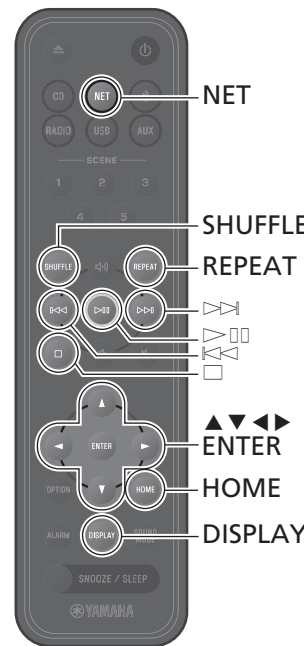 CD NET
RADIO USB AUX
SCENE
1 2 3
4 5
SHUFFLE REPEAT
ENTER
OPTION HOME
ALARM DISPLAY SOUND MODE
SNOOZE / SLEEP
YAMAHA
NET
SHUFFLE
REPEAT
ENTER
HOME
DISPLAY